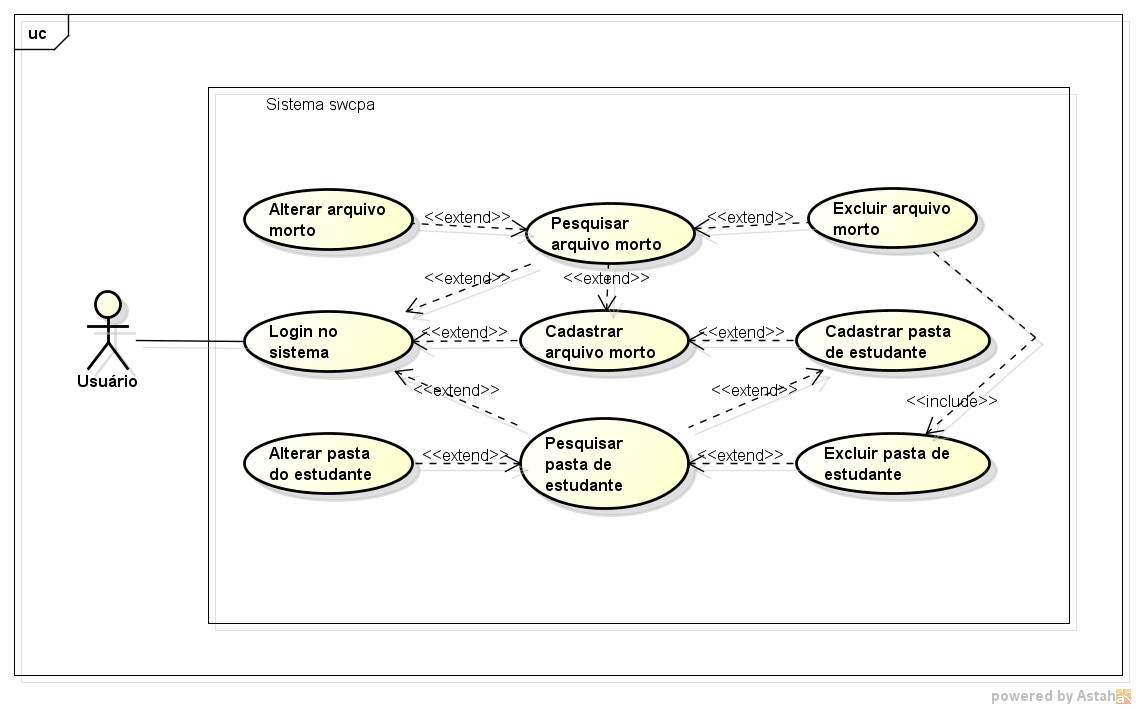 uc
Sistema swcpa
Alterar arquivo
morto
<<extend>>
Pesquisar
arquivo morto
<<extend>>
Excluir arquivo
morto
<<extend>>
<<extend>>
Usuário
Login no
sistema
<<extend>>
Cadastrar
arquivo morto
<<extend>>
Cadastrar pasta
de estudante
<<extend>>
<<extend>>
<<include>>
Alterar pasta
do estudante
<<extend>>
Pesquisar
pasta de
estudante
<<extend>>
Excluir pasta de
estudante
powered by Astah